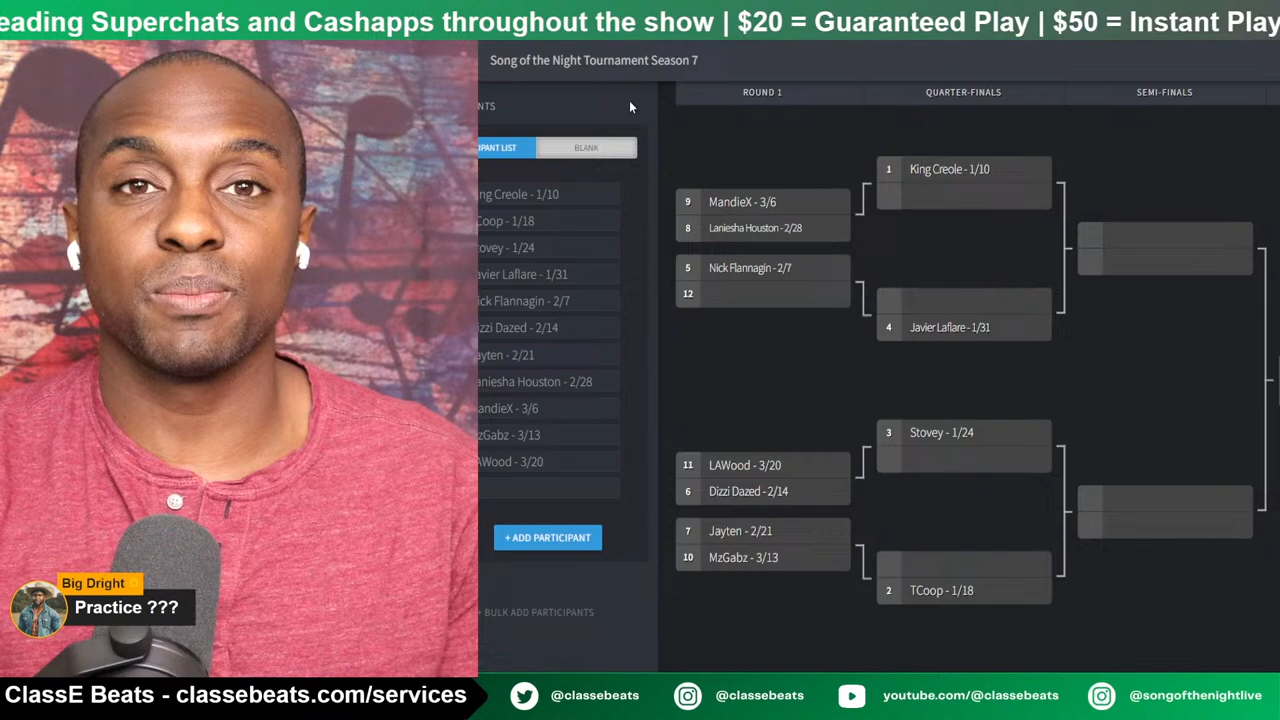 eading Superchats and Cashapps throughout the show | $20 = Guaranteed Play | $50 = Instant Play
Song of the Night Tournament Season 7
NTS
IPANT LIST
BLANK
ng Creole - 1/10
Coop - 1/18
tovey - 1/24
avier Laflare - 1/31
ick Flannagin - 2/7
izzi Dazed - 2/14
ayten - 2/21
aniesha Houston - 2/28
andieX - 3/6
zGabz - 3/13
AWood - 3/20
+ ADD PARTICIPANT
+ BULK ADD PARTICIPANTS
ROUND 1
QUARTER-FINALS
SEMI-FINALS
1 King Creole - 1/10
9 MandieX - 3/6
8 Laniesha Houston - 2/28
5 Nick Flannagin - 2/7
12
4 Javier Laflare - 1/31
3 Stovey - 1/24
11 LAWood - 3/20
6 Dizzi Dazed - 2/14
7 Jayten - 2/21
10 MzGabz - 3/13
2 TCoop - 1/18
Big Dright
Practice ???
ClassE Beats - classebeats.com/services
@classebeats
@classebeats
youtube.com/@classebeats
@songofthenightlive